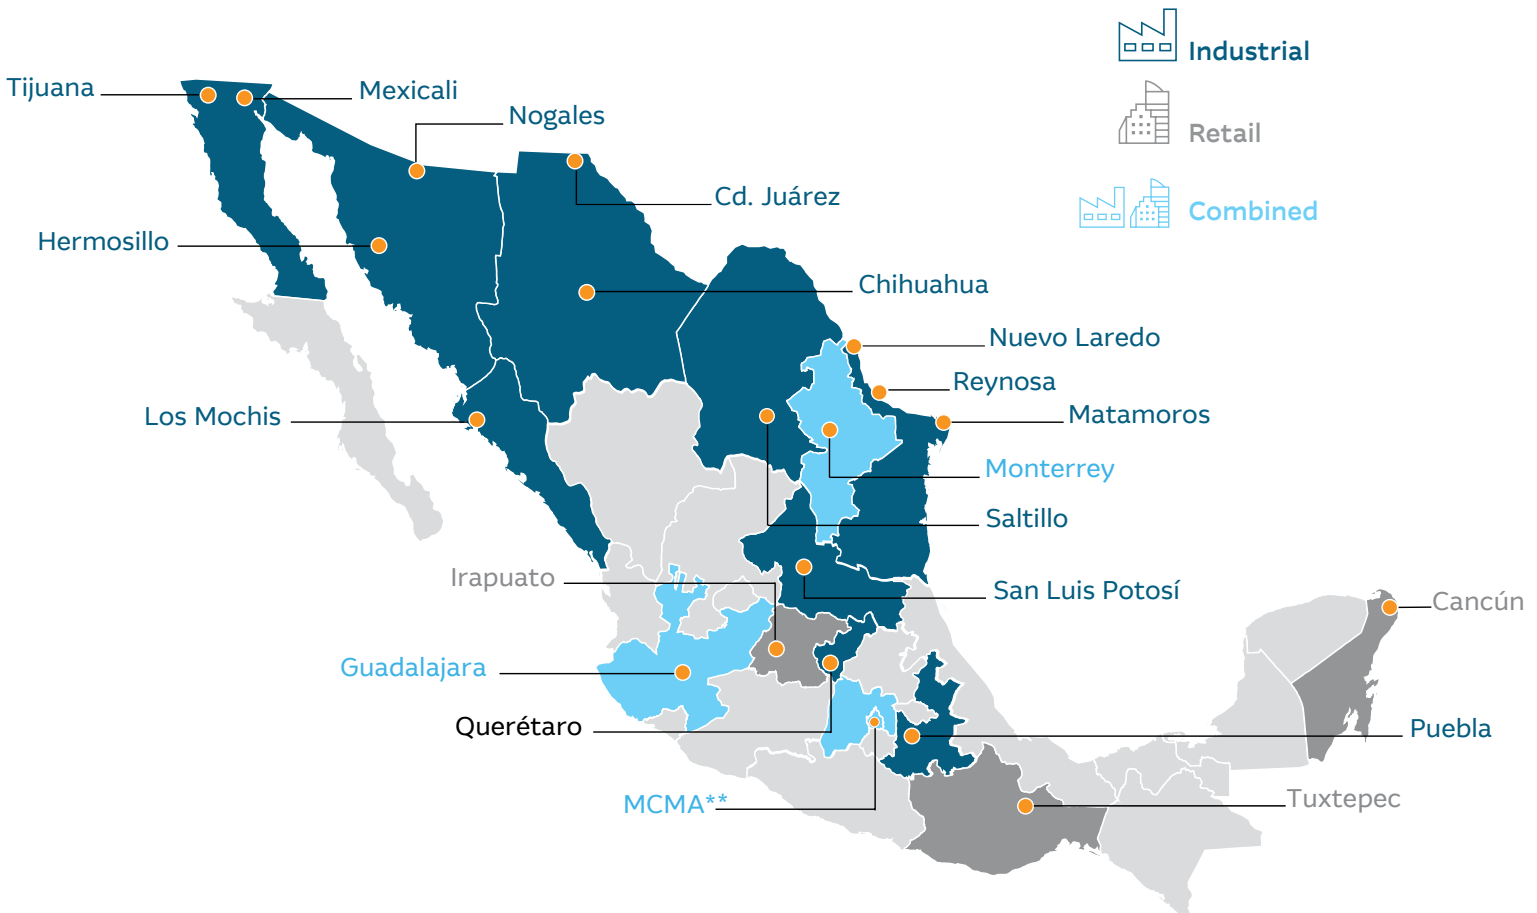 Industrial
Retail
Combined
Tijuana
Mexicali
Nogales
Cd. Juárez
Hermosillo
Chihuahua
Nuevo Laredo
Reynosa
Los Mochis
Matamoros
Monterrey
Saltillo
Irapuato
San Luis Potosí
Cancún
Guadalajara
Querétaro
Puebla
MCMA**
Tuxtepec